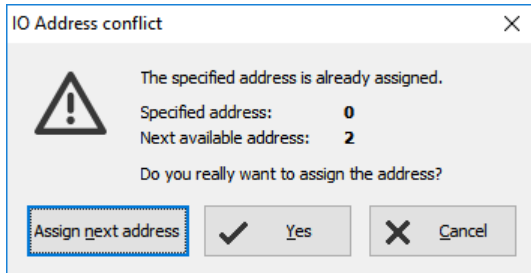 IO Address conflict
The specified address is already assigned.
Specified address: 0
Next available address: 2
Do you really want to assign the address?
Assign next address Yes Cancel